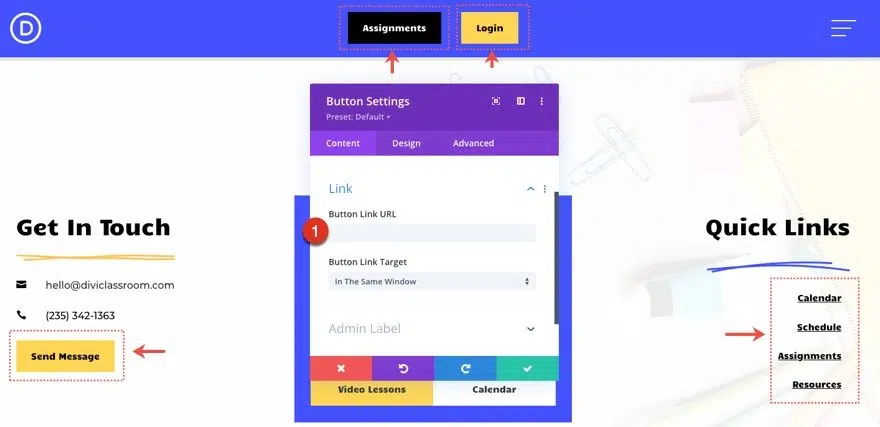 D
Assignments
Login
Button Settings
Preset: Default
Content
Design
Advanced
Link
Button Link URL
1
Button Link Target
In The Same Window
Admin Label
Video Lessons
Calendar
Get In Touch
hello@diviclassroom.com
(235) 342-1363
Send Message
Quick Links
Calendar
Schedule
Assignments
Resources